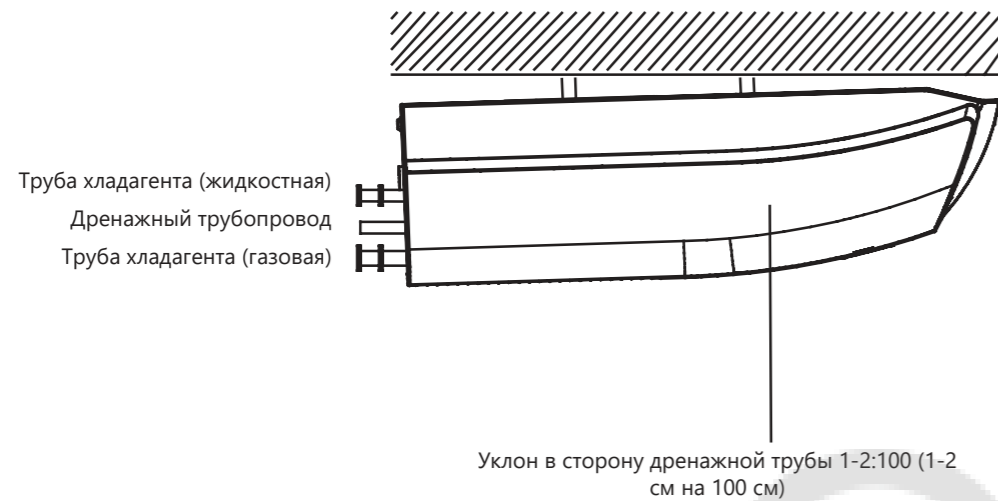 Труба хладагента (жидкостная)
Дренажный трубопровод
Труба хладагента (газовая)
Уклон в сторону дренажной трубы 1-2:100 (1-2
см на 100 см)